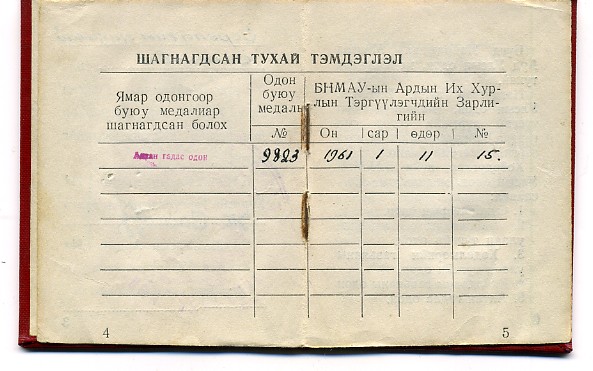 ШАГНАГДСАН ТУХАЙ ТЭМДЭГЛЭЛ
Ямар одонгоор
буюу медалиар
шагнагдсан болох
Одон
буюу
медаль
№
БНМАУ-ын Ардын Их Хур-
лын Тэргүүлэгчдийн Зарли-
гийн
Он сар өдөр №
Алтан гадас одон 9823 1961 1 11 15.
4
5